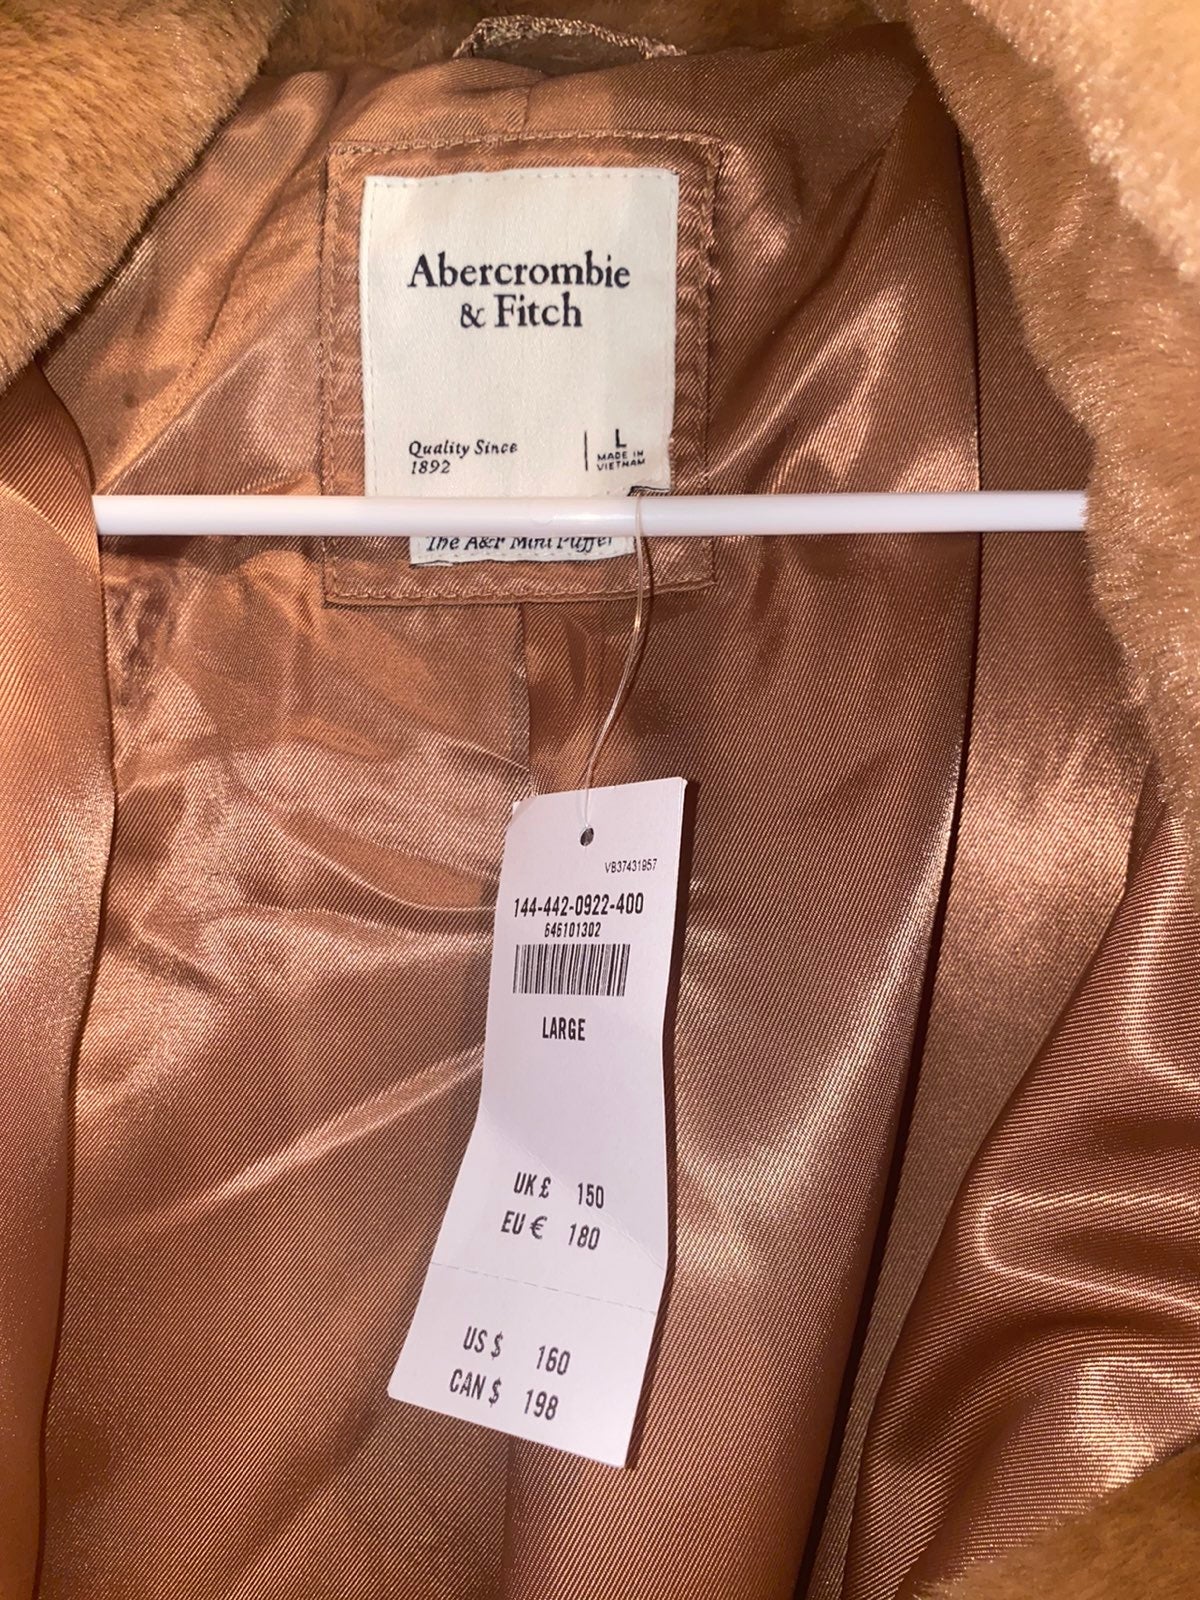 Abercrombie
& Fitch
Quality Since
1892
L
MADE IN
VIETNAM
The A&F Mini Puffer
VB37431857
144-442-0922-400
646101302
LARGE
UK £ 150
EU € 180
US $ 160
CAN $ 198